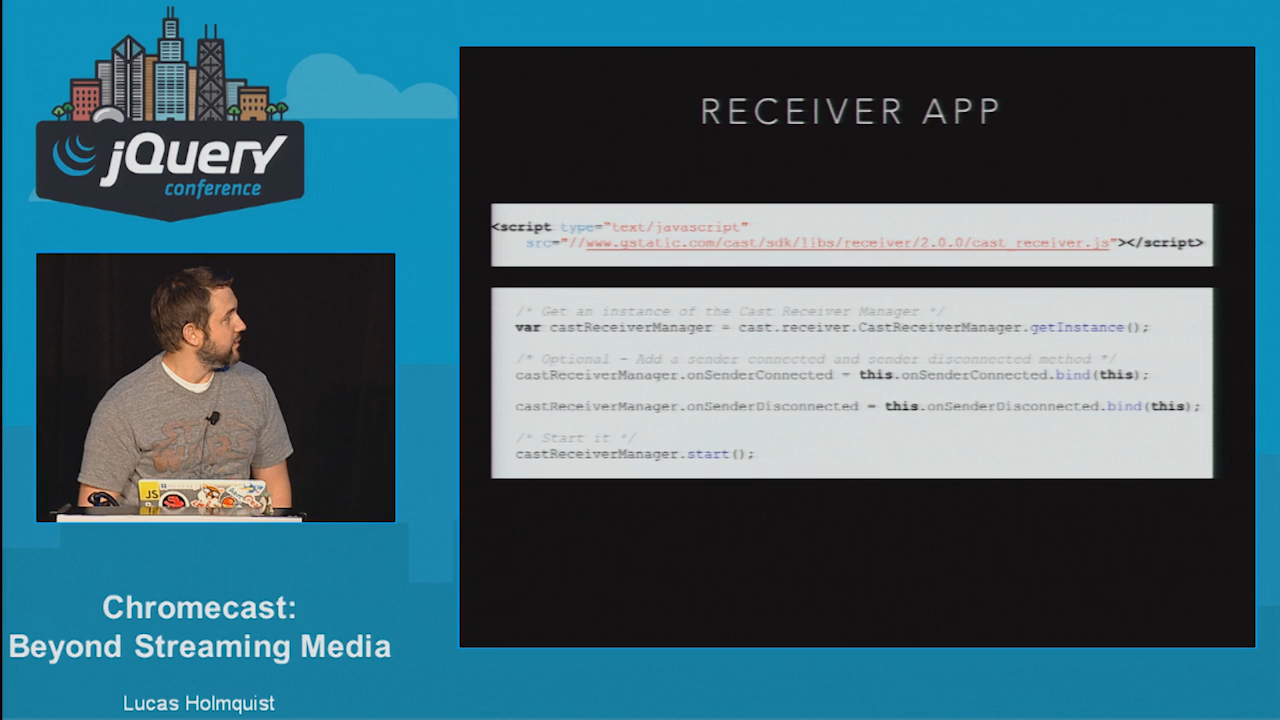 jQuery
conference
RECEIVER APP
<script type="text/javascript"
src="//www.gstatic.com/cast/sdk/libs/receiver/2.0.0/cast_receiver.js"></script>
/* Get an instance of the Cast Receiver Manager */
var castReceiverManager = cast.receiver.CastReceiverManager.getInstance();
/* Optional - Add a sender connected and sender disconnected method */
castReceiverManager.onSenderConnected = this.onSenderConnected.bind(this);
castReceiverManager.onSenderDisconnected = this.onSenderDisconnected.bind(this);
/* Start it */
castReceiverManager.start();
JS
Chromecast:
Beyond Streaming Media
Lucas Holmquist